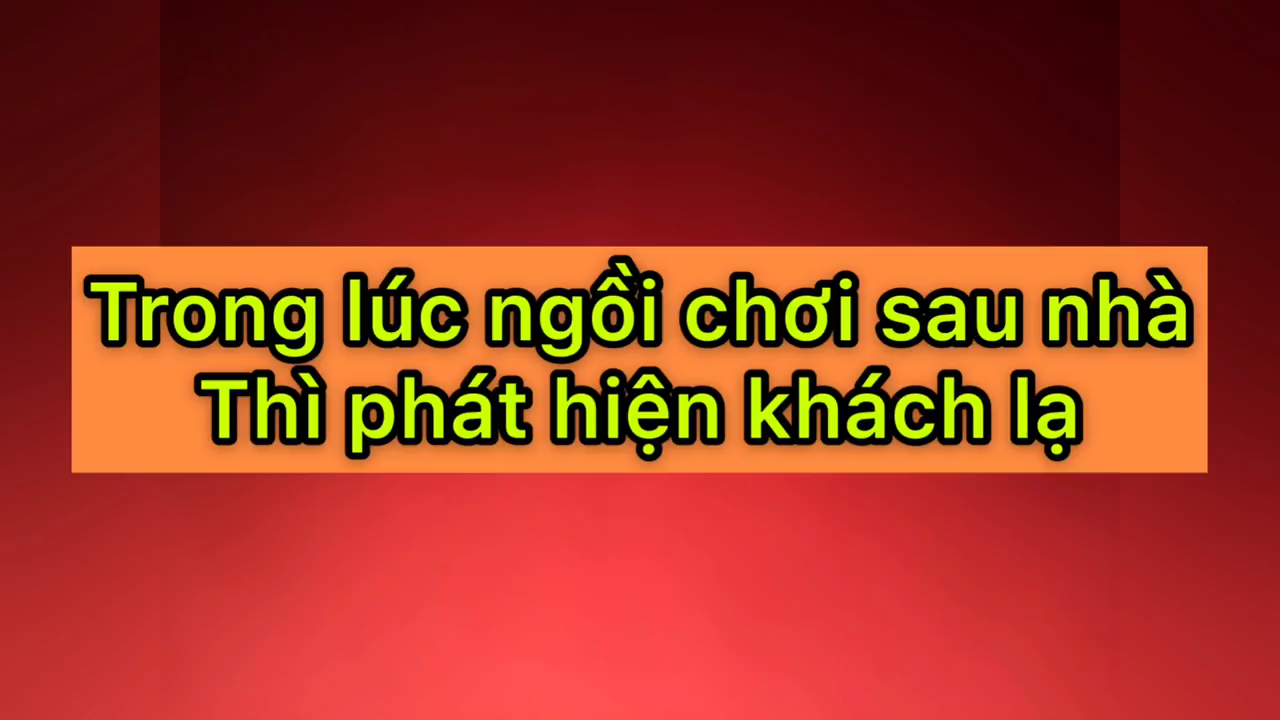 Trong lúc ngồi chơi sau nhà
Thì phát hiện khách lạ